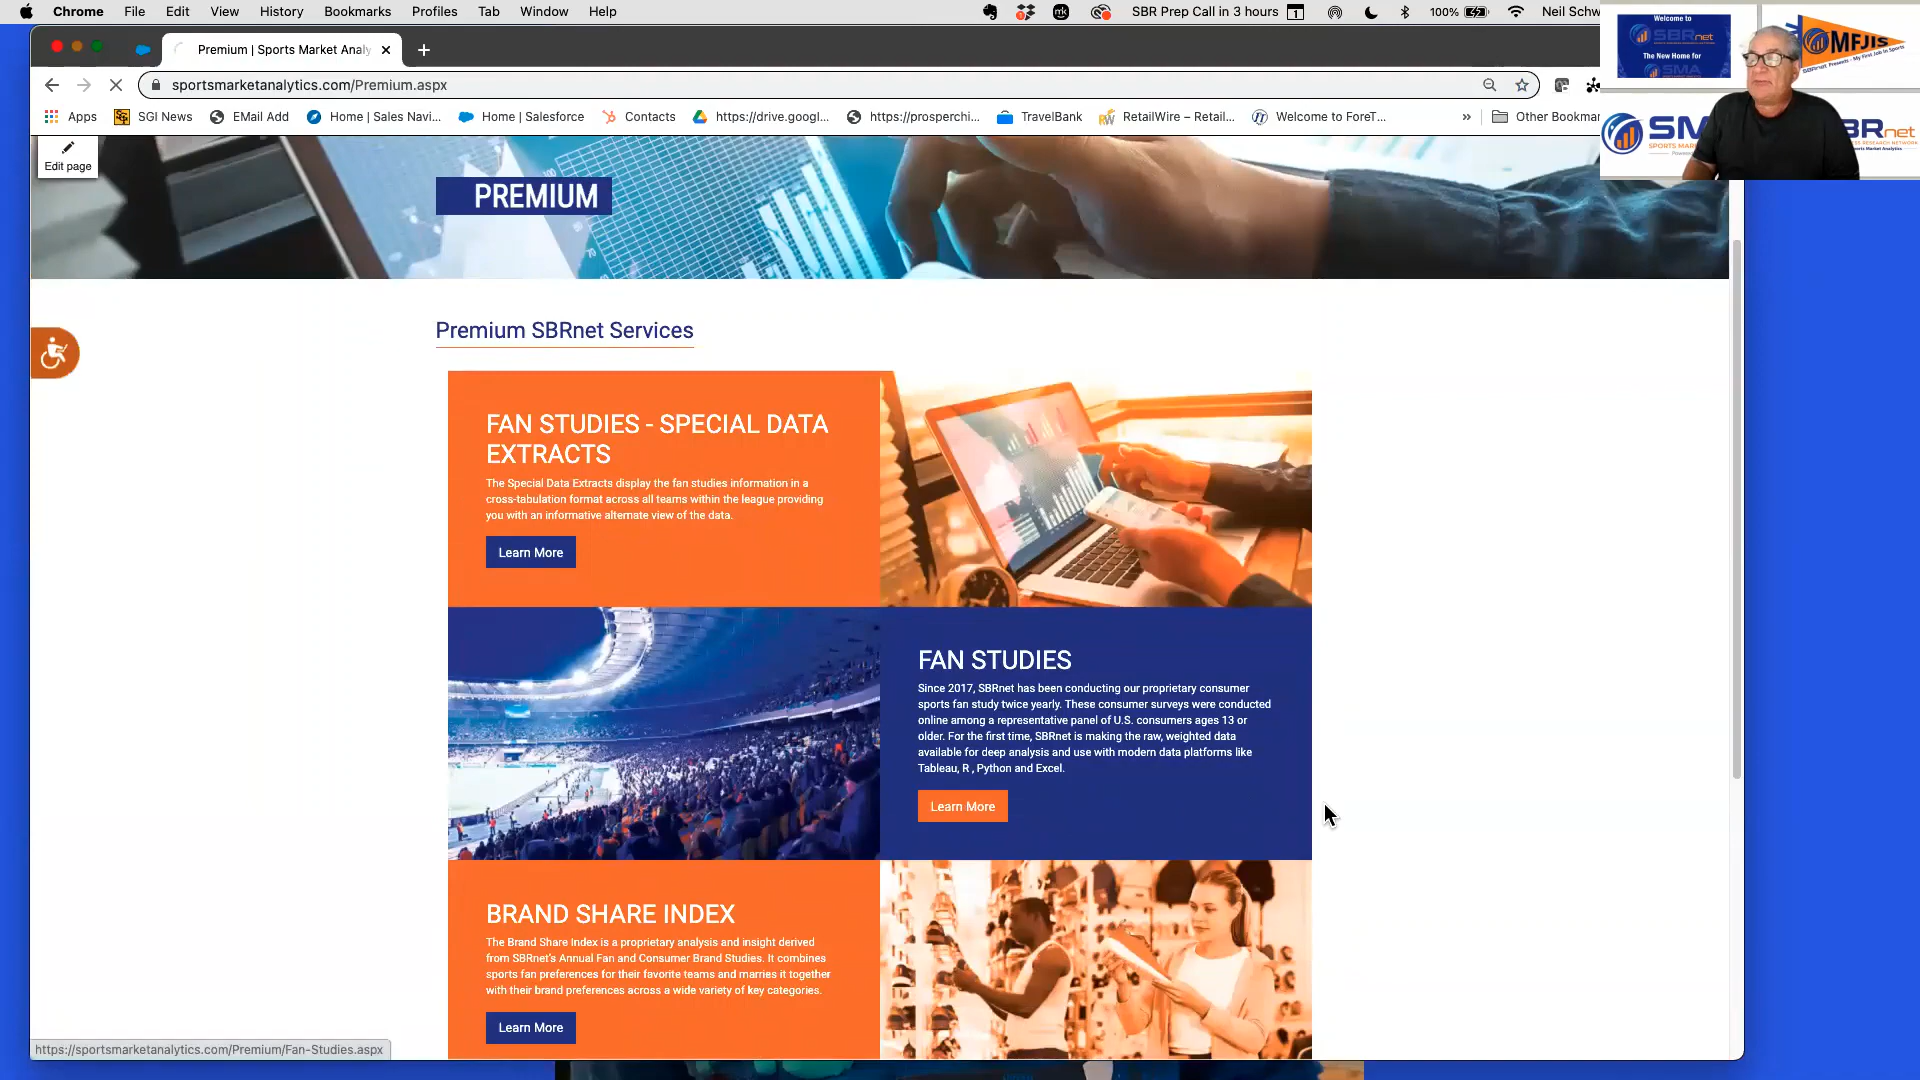 Chrome File Edit View History Bookmarks Profiles Tab Window Help
SBR Prep Call in 3 hours 1 100% Neil Schw
Premium | Sports Market Analy
sportsmarketanalytics.com/Premium.aspx
Apps SGI News EMail Add Home | Sales Navi... Home | Salesforce Contacts https://drive.googl... https://prosperchi... TravelBank RetailWire – Retail... Welcome to ForeT... » Other Bookmar
Welcome to
SBRnet
The New Home for
SMA
MFJIS
SBRnet Presents - My First Job In Sports
SMA
SPORTS MAR
BRnet
Sports Market Analytics
Edit page
PREMIUM
Premium SBRnet Services
FAN STUDIES - SPECIAL DATA
EXTRACTS
The Special Data Extracts display the fan studies information in a
cross-tabulation format across all teams within the league providing
you with an informative alternate view of the data.
Learn More
FAN STUDIES
Since 2017, SBRnet has been conducting our proprietary consumer
sports fan study twice yearly. These consumer surveys were conducted
online among a representative panel of U.S. consumers ages 13 or
older. For the first time, SBRnet is making the raw, weighted data
available for deep analysis and use with modern data platforms like
Tableau, R , Python and Excel.
Learn More
BRAND SHARE INDEX
The Brand Share Index is a proprietary analysis and insight derived
from SBRnet's Annual Fan and Consumer Brand Studies. It combines
sports fan preferences for their favorite teams and marries it together
with their brand preferences across a wide variety of key categories.
Learn More
https://sportsmarketanalytics.com/Premium/Fan-Studies.aspx